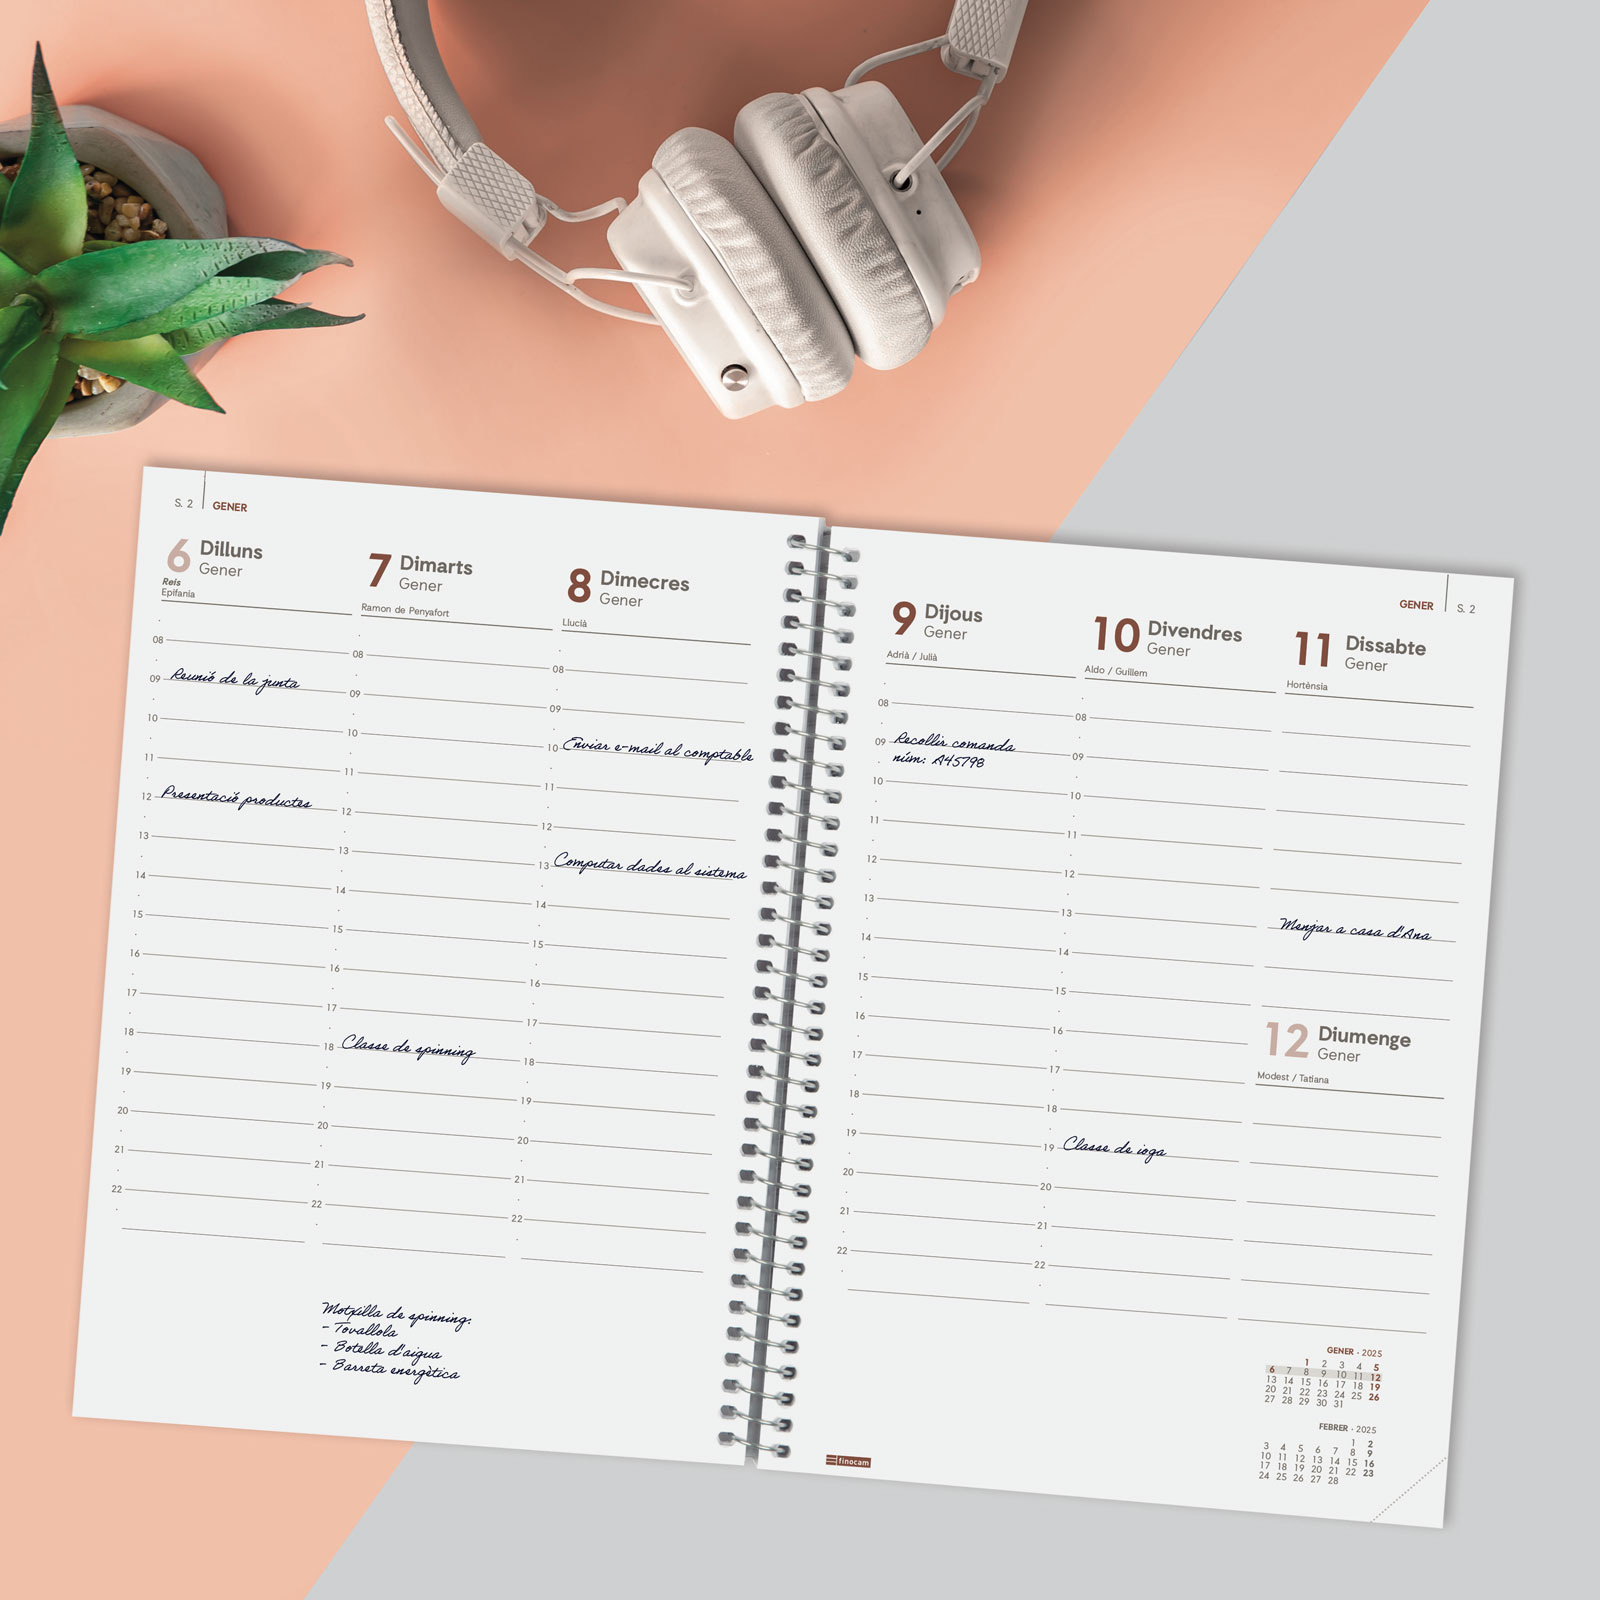 S. 2 GENER
6 Dilluns
Gener
Reis
Epifania
08
09 Reunió de la junta
10
11
12 Presentació productes
13
14
15
16
17
18
19
20
21
22
7 Dimarts
Gener
Ramon de Penyafort
08
09
10
11
12
13
14
15
16
17
18 Classe de spinning
19
20
21
22
Motxilla de spinning:
- Tovallola
- Botella d'aigua
- Barreta energètica
8 Dimecres
Gener
Llucià
08
09
10 Enviar e-mail al comptable
11
12
13 Computar dades al sistema
14
15
16
17
18
19
20
21
22
GENER S. 2
9 Dijous
Gener
Adrià / Julià
08
09 Recollir comanda
núm: A45798
10
11
12
13
14
15
16
17
18
19
20
21
22
10 Divendres
Gener
Aldo / Guillem
08
09
10
11
12
13
14
15
16
17
18
19 Classe de ioga
20
21
22
11 Dissabte
Gener
Hortènsia
Menjar a casa d'Ana
12 Diumenge
Gener
Modest / Tatiana
GENER · 2025
1 2 3 4 5
6 7 8 9 10 11 12
13 14 15 16 17 18 19
20 21 22 23 24 25 26
27 28 29 30 31
FEBRER · 2025
1 2
3 4 5 6 7 8 9
10 11 12 13 14 15 16
17 18 19 20 21 22 23
24 25 26 27 28
finocam